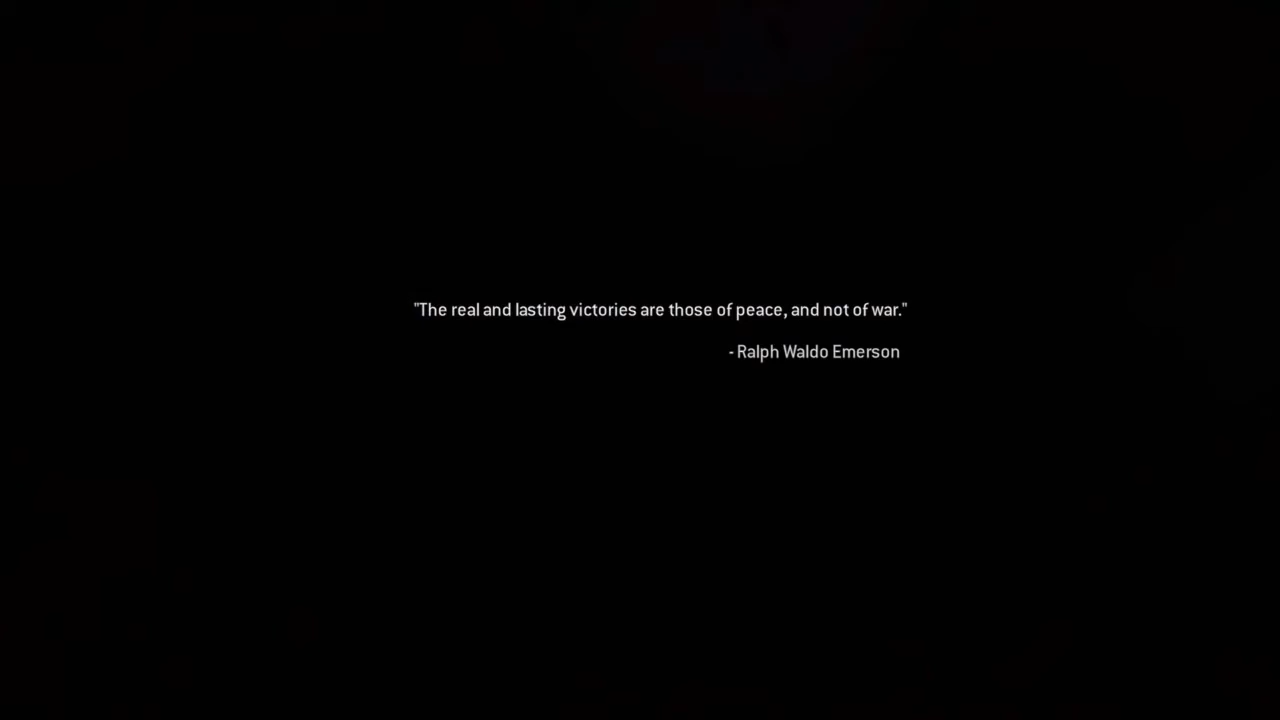 "The real and lasting victories are those of peace, and not of war."
- Ralph Waldo Emerson